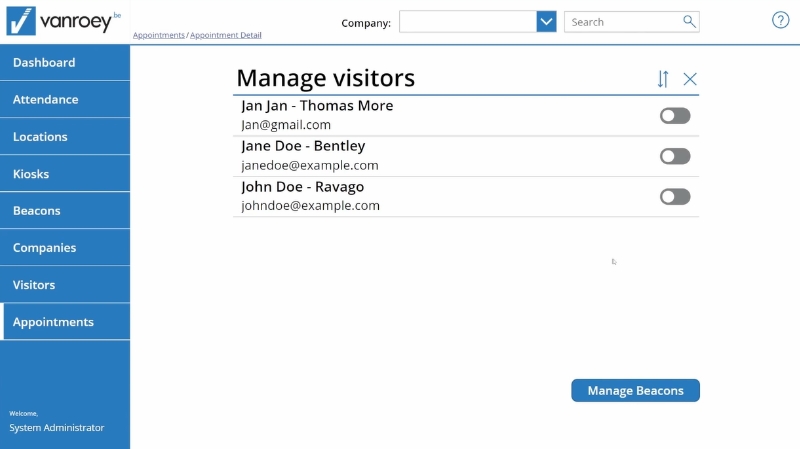 vanroey.be
Company:
Search
?
Appointments / Appointment Detail
Dashboard
Attendance
Locations
Kiosks
Beacons
Companies
Visitors
Appointments
Welcome,
System Administrator
Manage visitors
Jan Jan - Thomas More
Jan@gmail.com
Jane Doe - Bentley
janedoe@example.com
John Doe - Ravago
johndoe@example.com
Manage Beacons